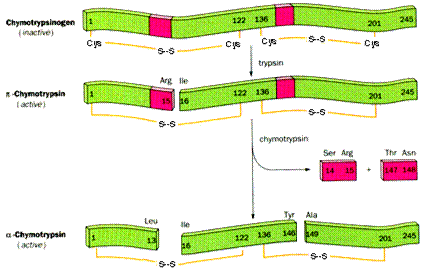 Chymotrypsinogen
(inactive)
1 122 136 201 245
Cys Cys Cys Cys
S-S S-S
trypsin
Arg Ile
π-Chymotrypsin
(active)
1 15 16 122 136 201 245
S-S S-S
chymotrypsin
Ser Arg Thr Asn
14 15 + 147 148
Leu Ile Tyr Ala
α-Chymotrypsin
(active)
1 13 16 122 136 146 149 201 245
S-S S-S